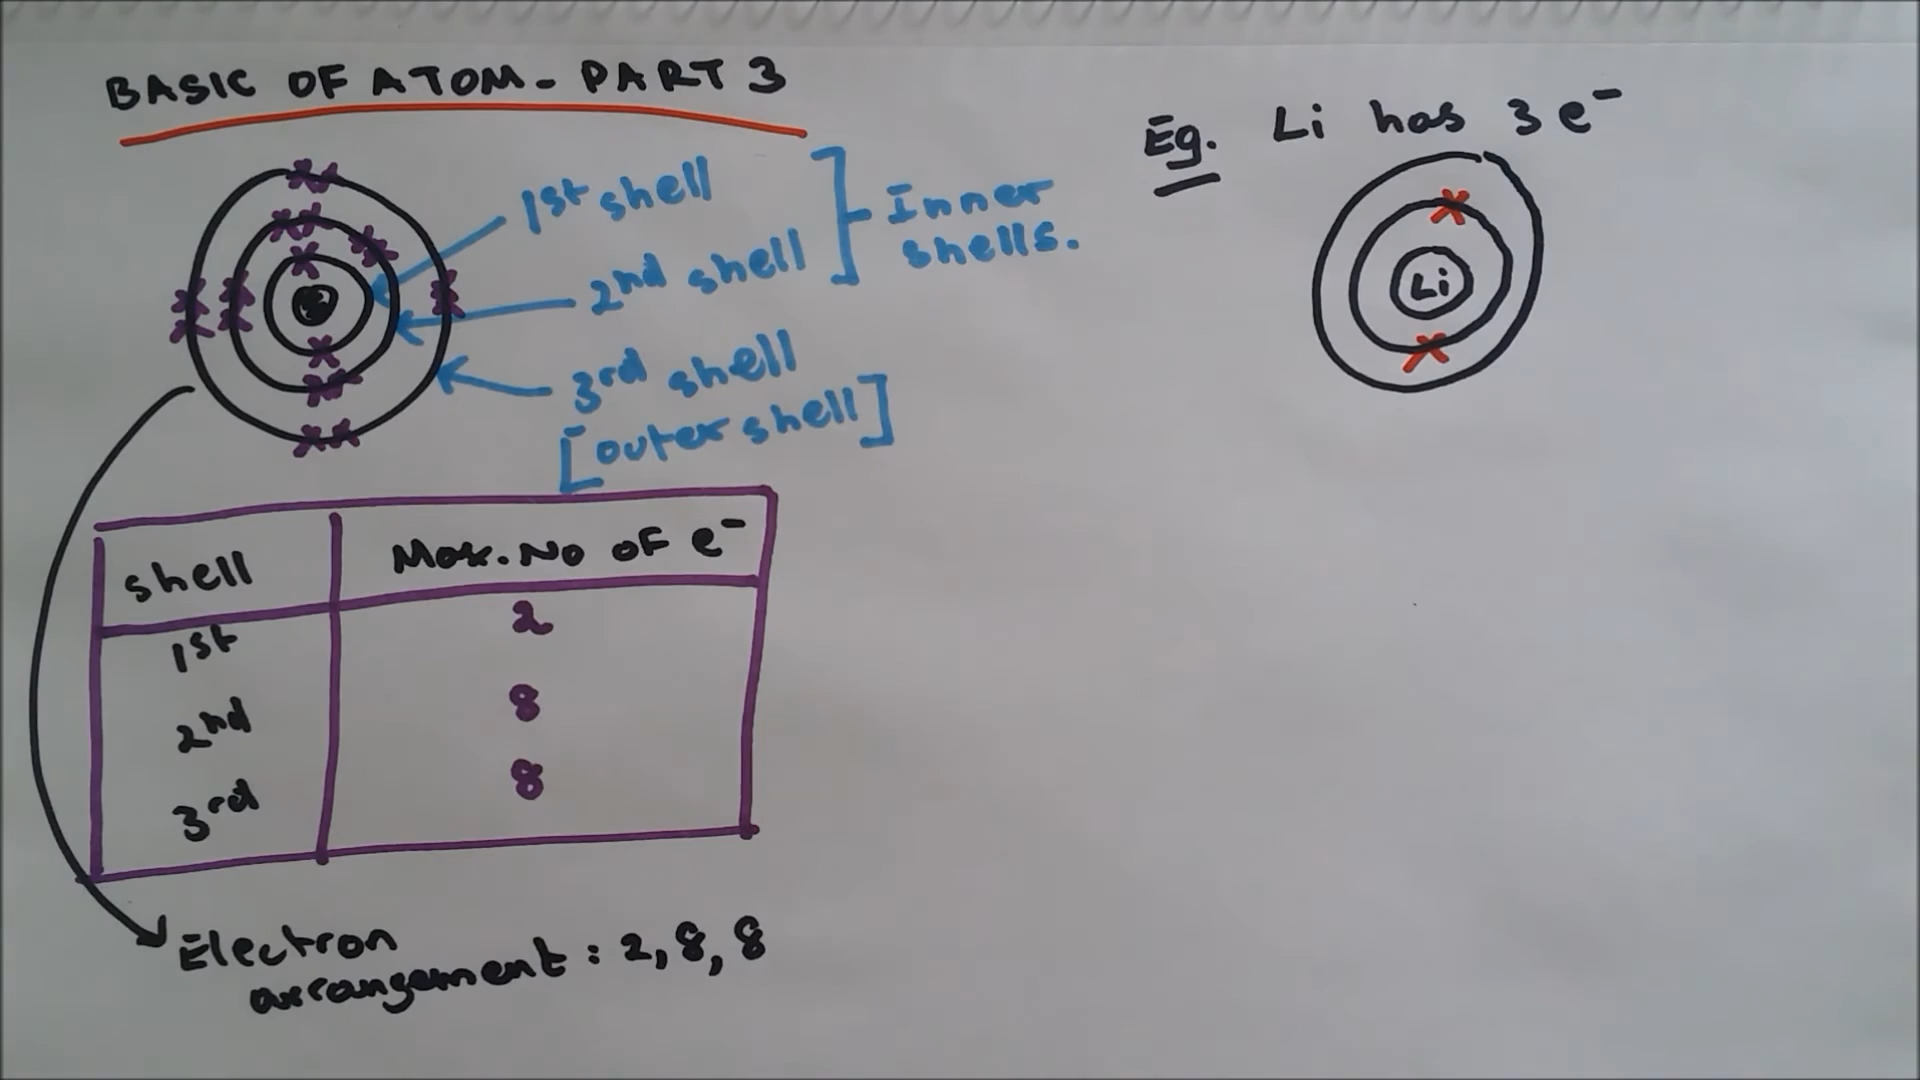 BASIC OF ATOM - PART 3
1st shell
2nd shell
Inner
shells.
3rd shell
[outer shell]
shell
Max. No of e⁻
1st
2
2nd
8
3rd
8
Electron
arrangement : 2, 8, 8
Eg. Li has 3 e⁻
Li